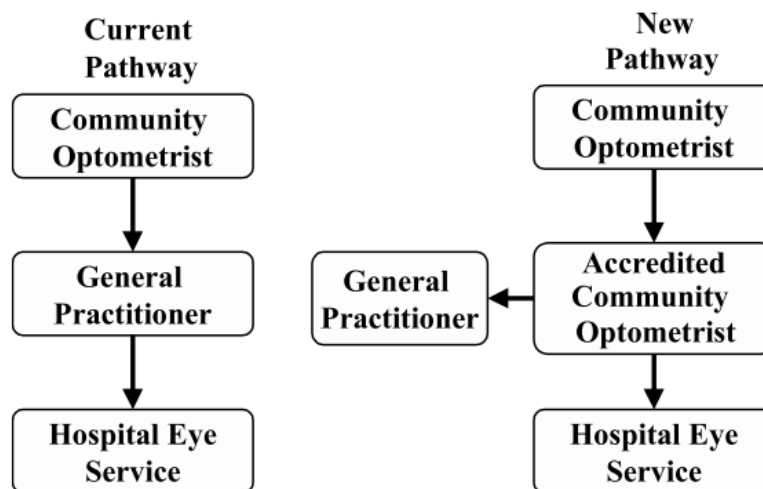 Current
Pathway
Community
Optometrist
General
Practitioner
Hospital Eye
Service
New
Pathway
Community
Optometrist
General
Practitioner
Accredited
Community
Optometrist
Hospital Eye
Service